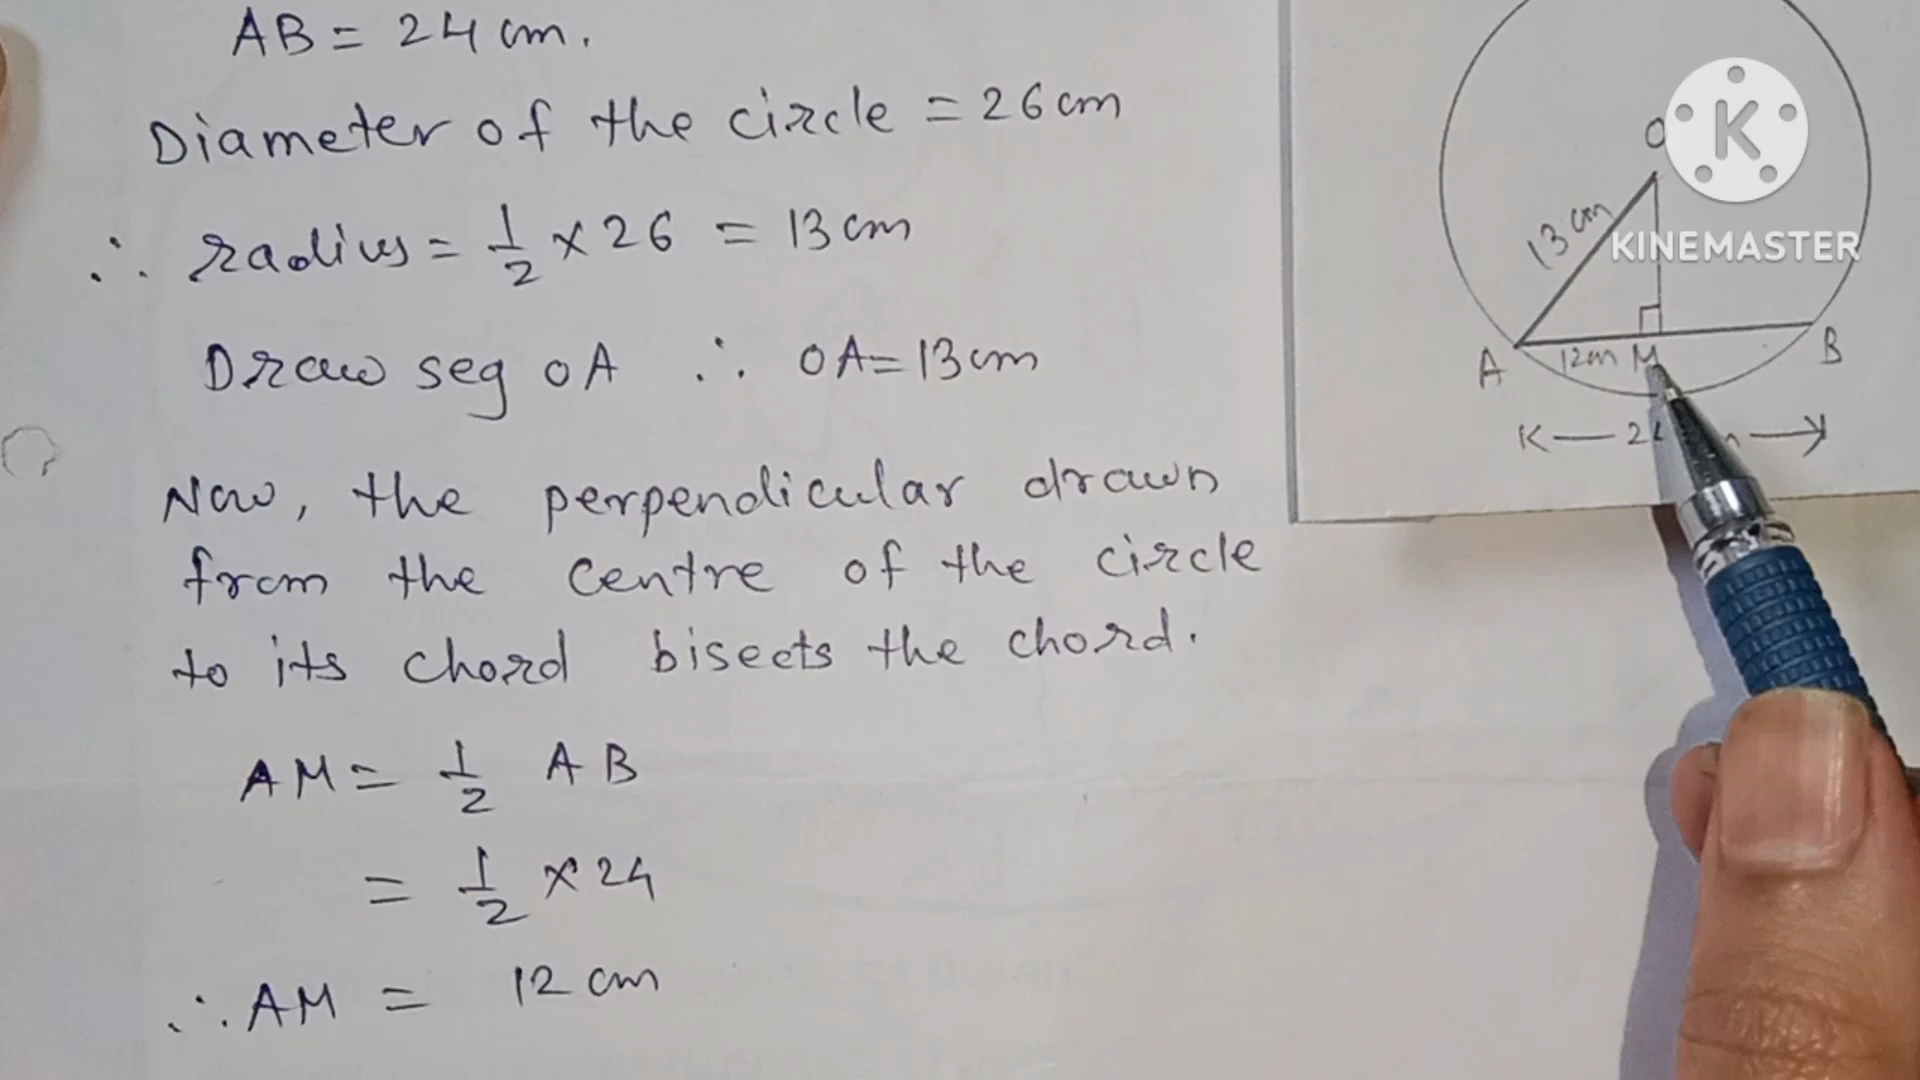 AB = 24 cm.
Diameter of the circle = 26 cm
∴ radius = 1/2 × 26 = 13 cm
Draw seg OA ∴ OA = 13 cm
Now, the perpendicular drawn
from the centre of the circle
to its chord bisects the chord.
AM = 1/2 AB
= 1/2 × 24
∴ AM = 12 cm
O
K
KINEMASTER
13 cm
A
12cm
M
B